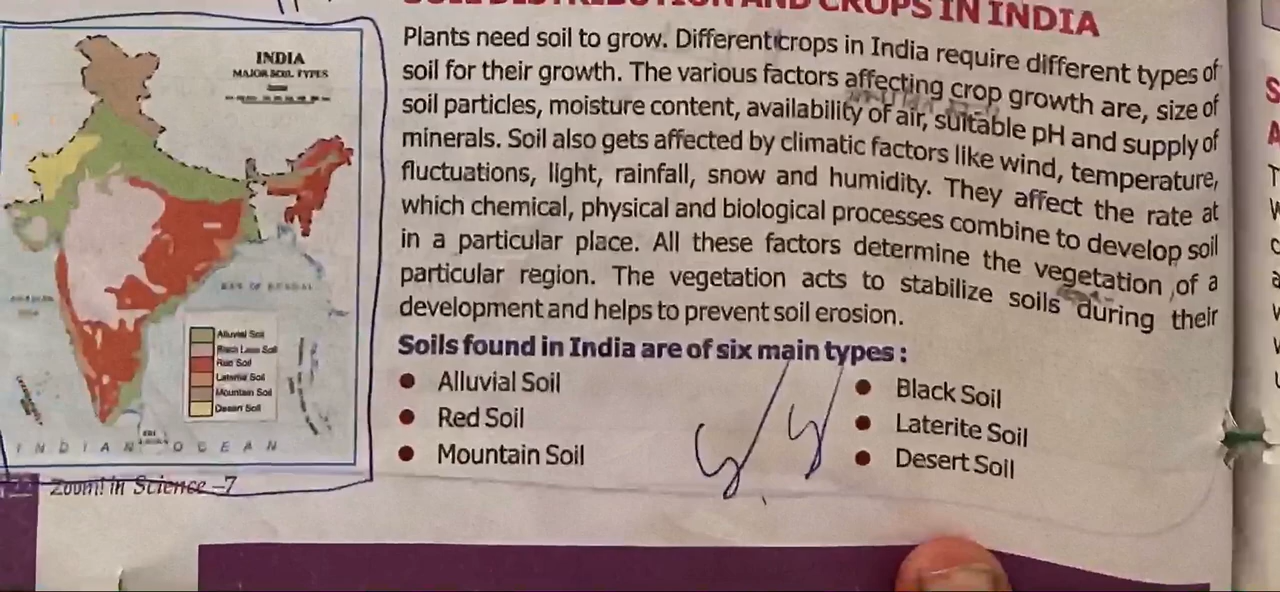 SOIL DISTRIBUTION AND CROPS IN INDIA
Plants need soil to grow. Different crops in India require different types of
soil for their growth. The various factors affecting crop growth are, size of
soil particles, moisture content, availability of air, suitable pH and supply of
minerals. Soil also gets affected by climatic factors like wind, temperature,
fluctuations, light, rainfall, snow and humidity. They affect the rate at
which chemical, physical and biological processes combine to develop soil
in a particular place. All these factors determine the vegetation of a
particular region. The vegetation acts to stabilize soils during their
development and helps to prevent soil erosion.
Soils found in India are of six main types :
Alluvial Soil
Red Soil
Mountain Soil
Black Soil
Laterite Soil
Desert Soil
INDIA
MAJOR SOIL TYPES
BAY OF BENGAL
Alluvial Soil
Black Lava Soil
Red Soil
Laterite Soil
Mountain Soil
Desert Soil
INDIAN OCEAN
Zoom! in Science -7